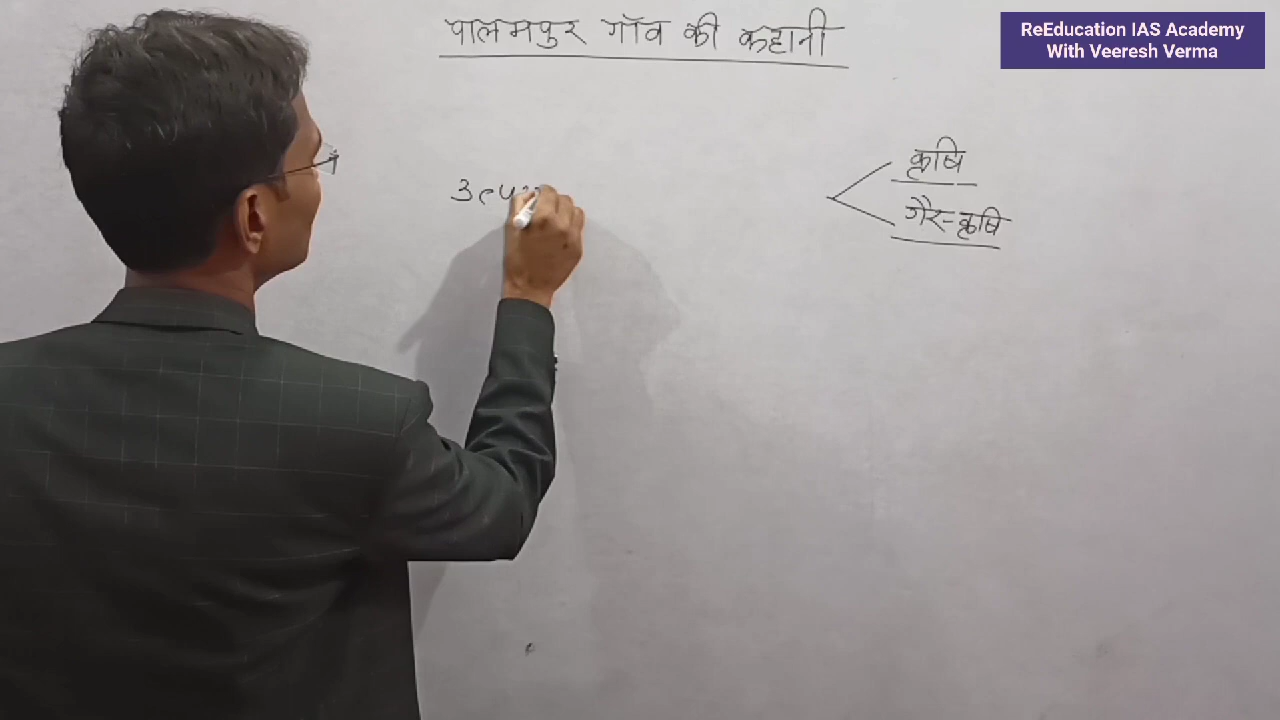 पालमपुर गाँव की कहानी
ReEducation IAS Academy
With Veeresh Verma
कृषि
गैर-कृषि